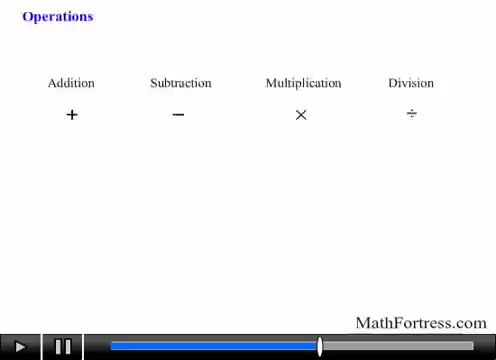 Operations
Addition Subtraction Multiplication Division
+ − × ÷
MathFortress.com